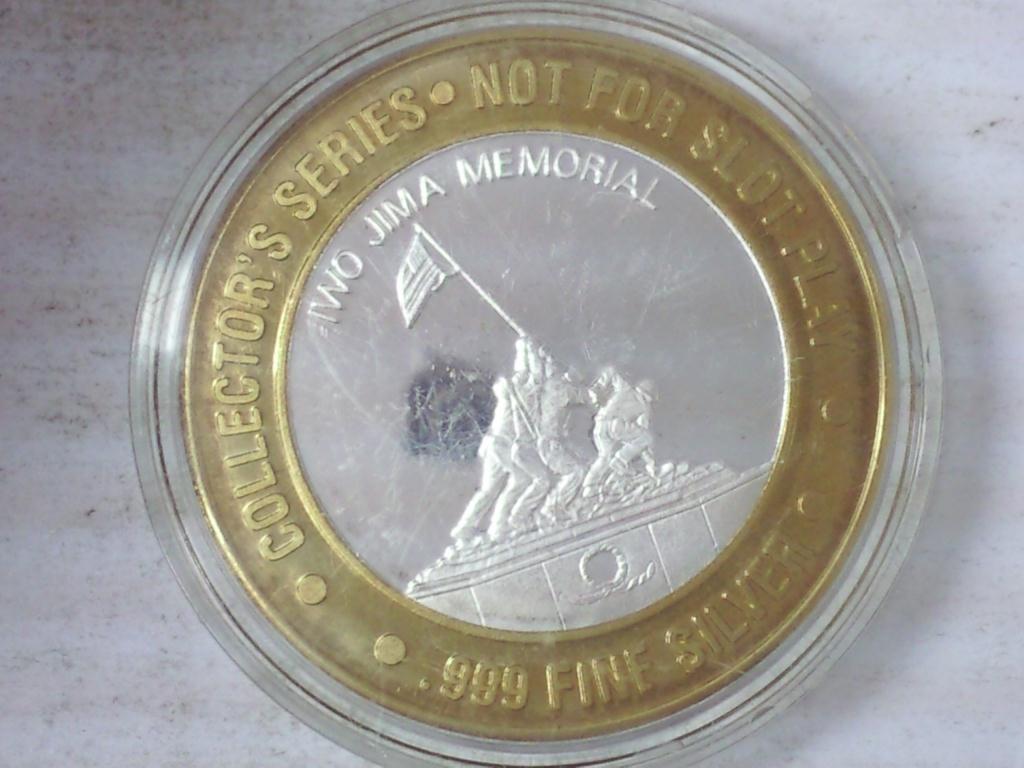 COLLECTOR'S SERIES • NOT FOR SLOT PLAY •
IWO JIMA MEMORIAL
• .999 FINE SILVER •